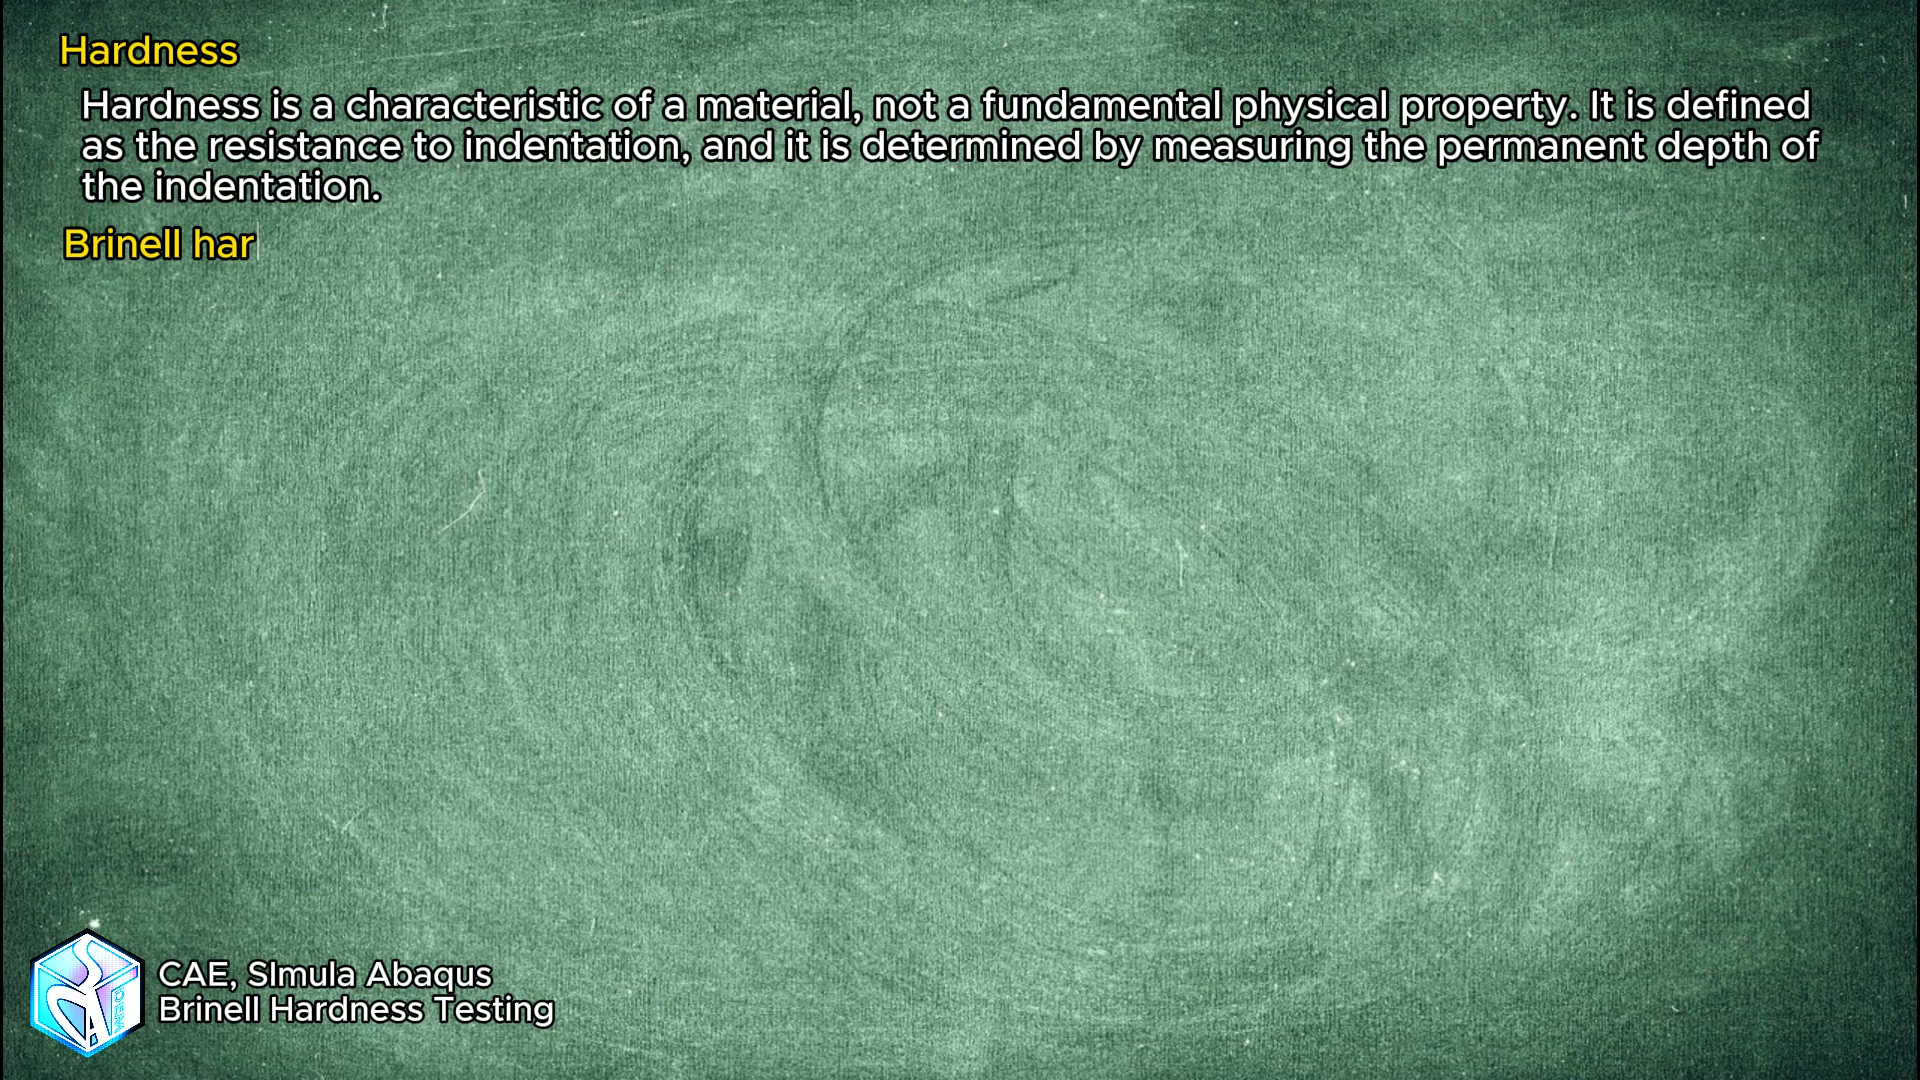 Hardness
Hardness is a characteristic of a material, not a fundamental physical property. It is defined
as the resistance to indentation, and it is determined by measuring the permanent depth of
the indentation.
Brinell har
CAE, SImula Abaqus
Brinell Hardness Testing